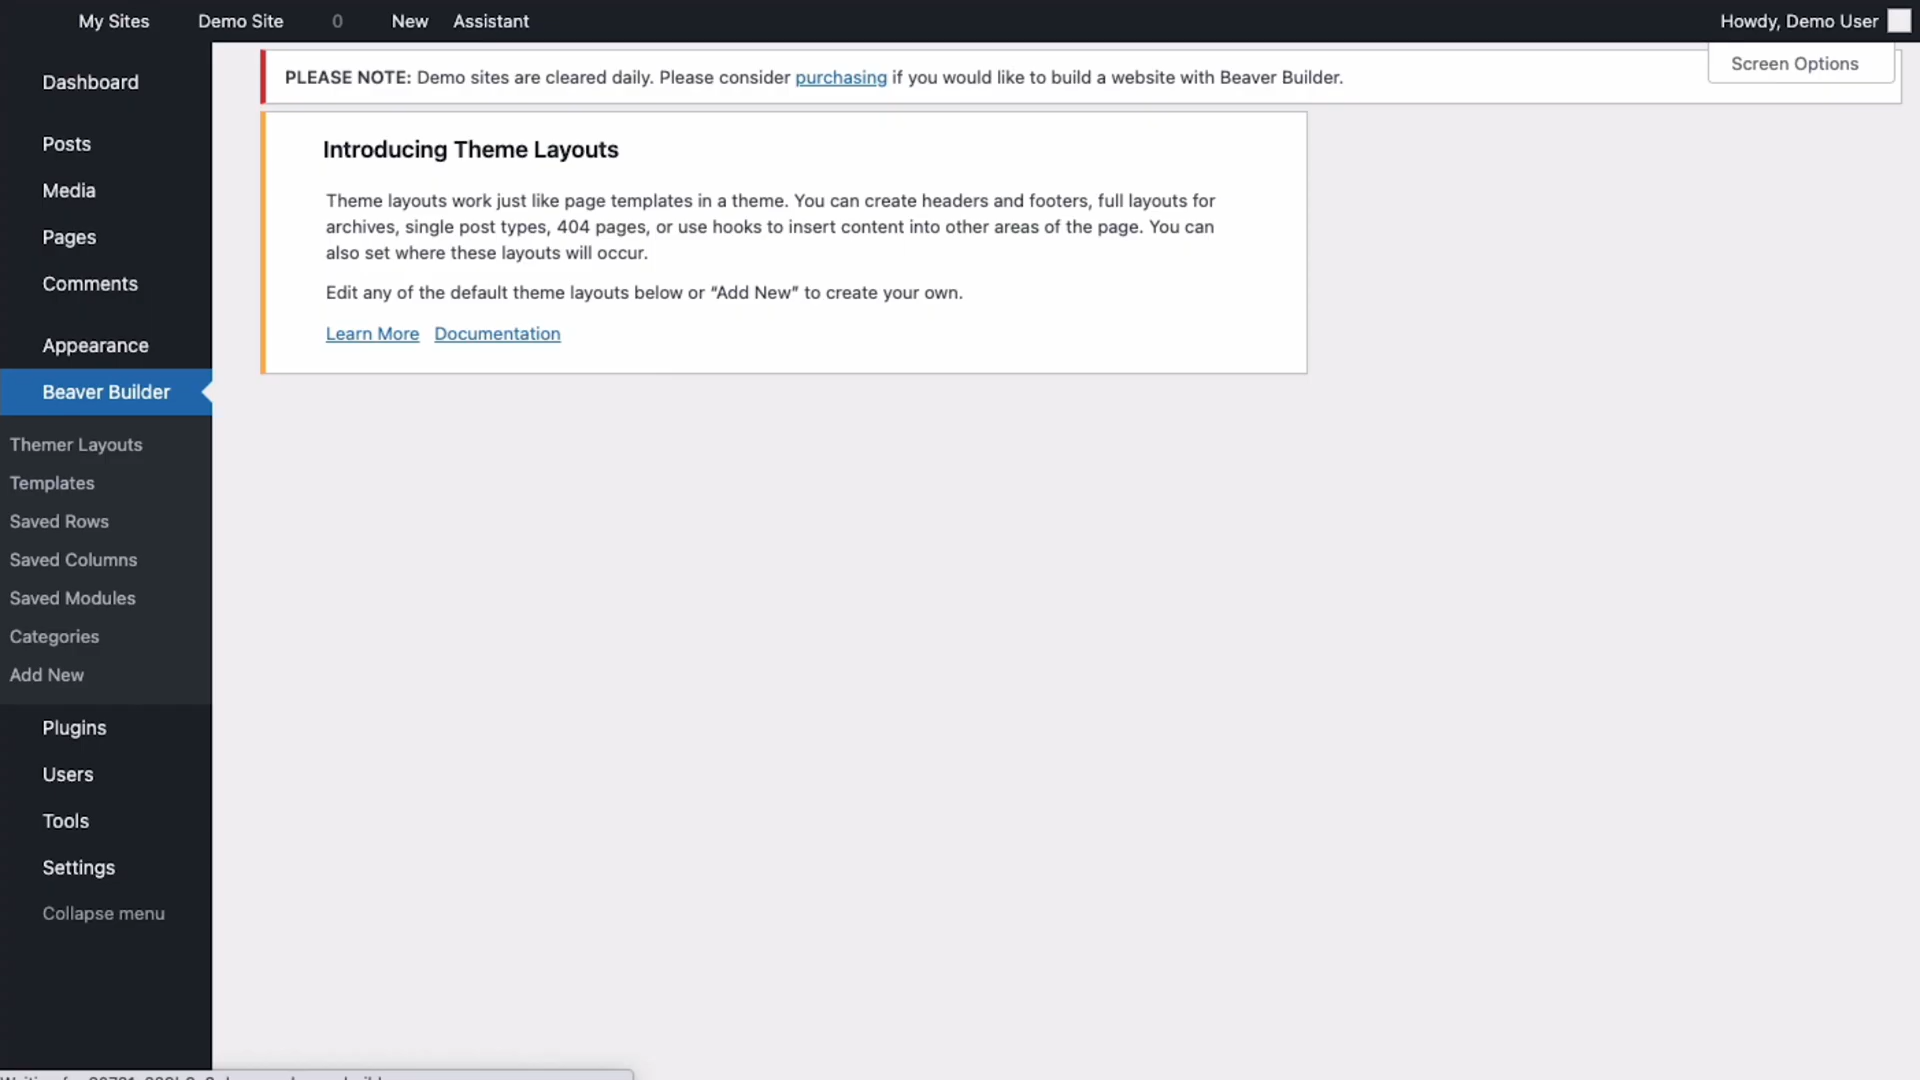 My Sites Demo Site 0 New Assistant Howdy, Demo User
Screen Options
PLEASE NOTE: Demo sites are cleared daily. Please consider purchasing if you would like to build a website with Beaver Builder.
Dashboard
Posts
Media
Pages
Comments
Appearance
Beaver Builder
Themer Layouts
Templates
Saved Rows
Saved Columns
Saved Modules
Categories
Add New
Plugins
Users
Tools
Settings
Collapse menu
Introducing Theme Layouts
Theme layouts work just like page templates in a theme. You can create headers and footers, full layouts for
archives, single post types, 404 pages, or use hooks to insert content into other areas of the page. You can
also set where these layouts will occur.
Edit any of the default theme layouts below or “Add New” to create your own.
Learn More Documentation